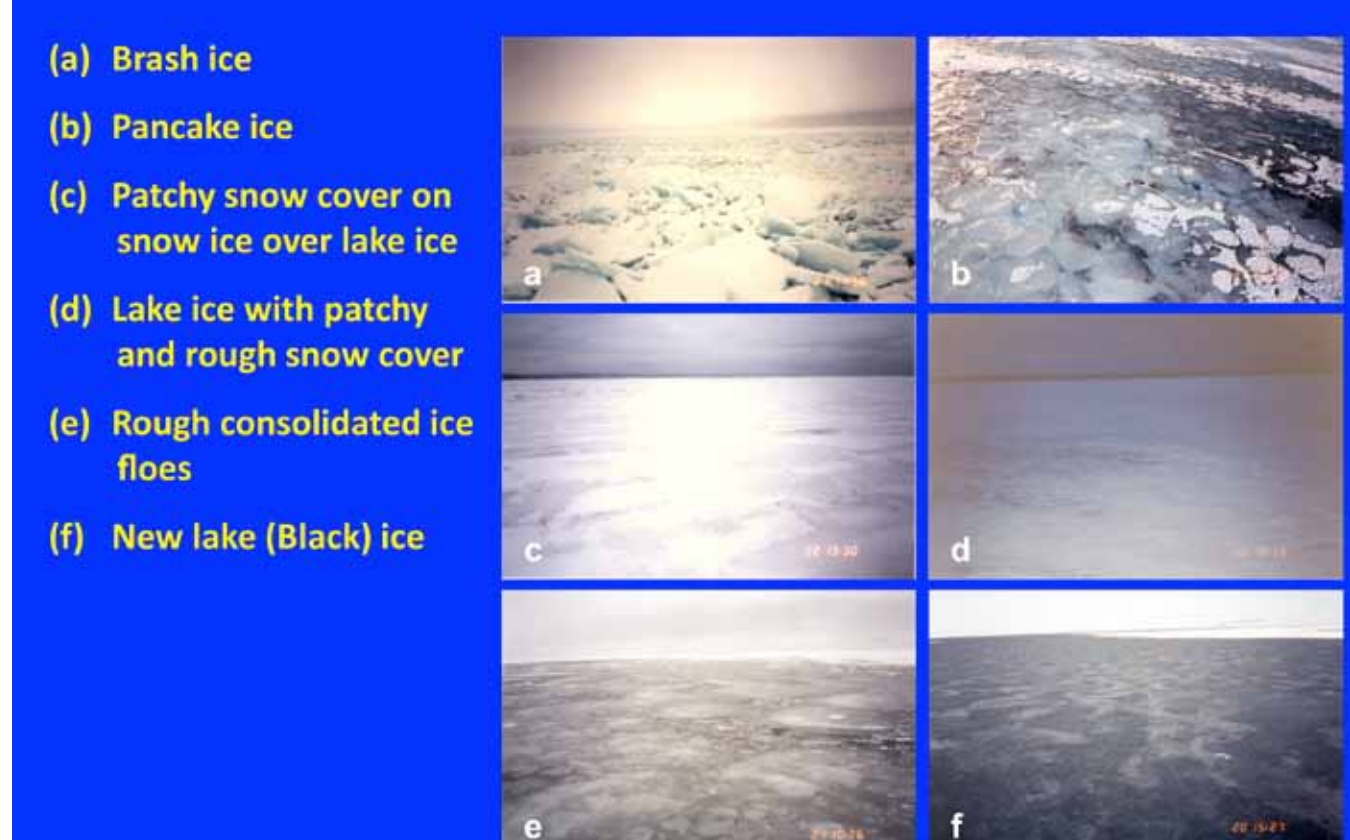 (a) Brash ice
(b) Pancake ice
(c) Patchy snow cover on
snow ice over lake ice
(d) Lake ice with patchy
and rough snow cover
(e) Rough consolidated ice
floes
(f) New lake (Black) ice
a
b
c
d
e
f